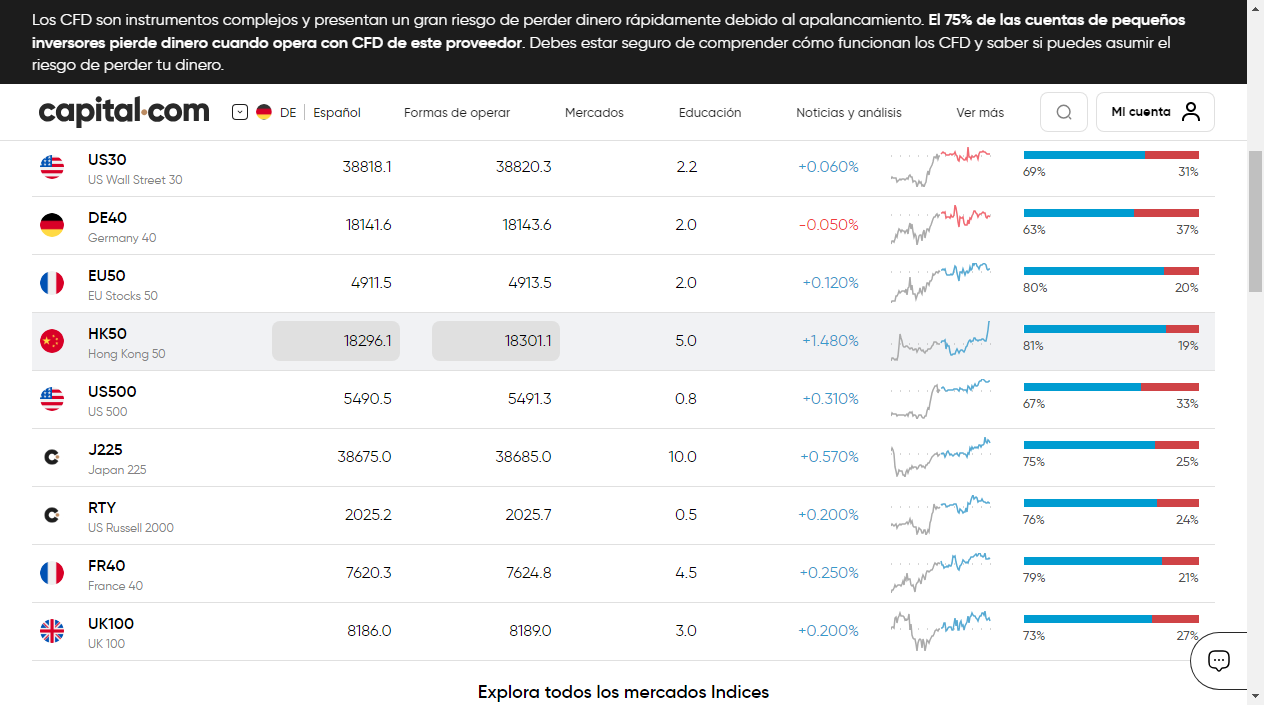 Los CFD son instrumentos complejos y presentan un gran riesgo de perder dinero rápidamente debido al apalancamiento. El 75% de las cuentas de pequeños
inversores pierde dinero cuando opera con CFD de este proveedor. Debes estar seguro de comprender cómo funcionan los CFD y saber si puedes asumir el
riesgo de perder tu dinero.
capital.com DE Español Formas de operar Mercados Educación Noticias y análisis Ver más Mi cuenta
US30 38818.1 38820.3 2.2 +0.060%
US Wall Street 30 69% 31%
DE40 18141.6 18143.6 2.0 -0.050%
Germany 40 63% 37%
EU50 4911.5 4913.5 2.0 +0.120%
EU Stocks 50 80% 20%
HK50 18296.1 18301.1 5.0 +1.480%
Hong Kong 50 81% 19%
US500 5490.5 5491.3 0.8 +0.310%
US 500 67% 33%
J225 38675.0 38685.0 10.0 +0.570%
Japan 225 75% 25%
RTY 2025.2 2025.7 0.5 +0.200%
US Russell 2000 76% 24%
FR40 7620.3 7624.8 4.5 +0.250%
France 40 79% 21%
UK100 8186.0 8189.0 3.0 +0.200%
UK 100 73% 27%
Explora todos los mercados Indices